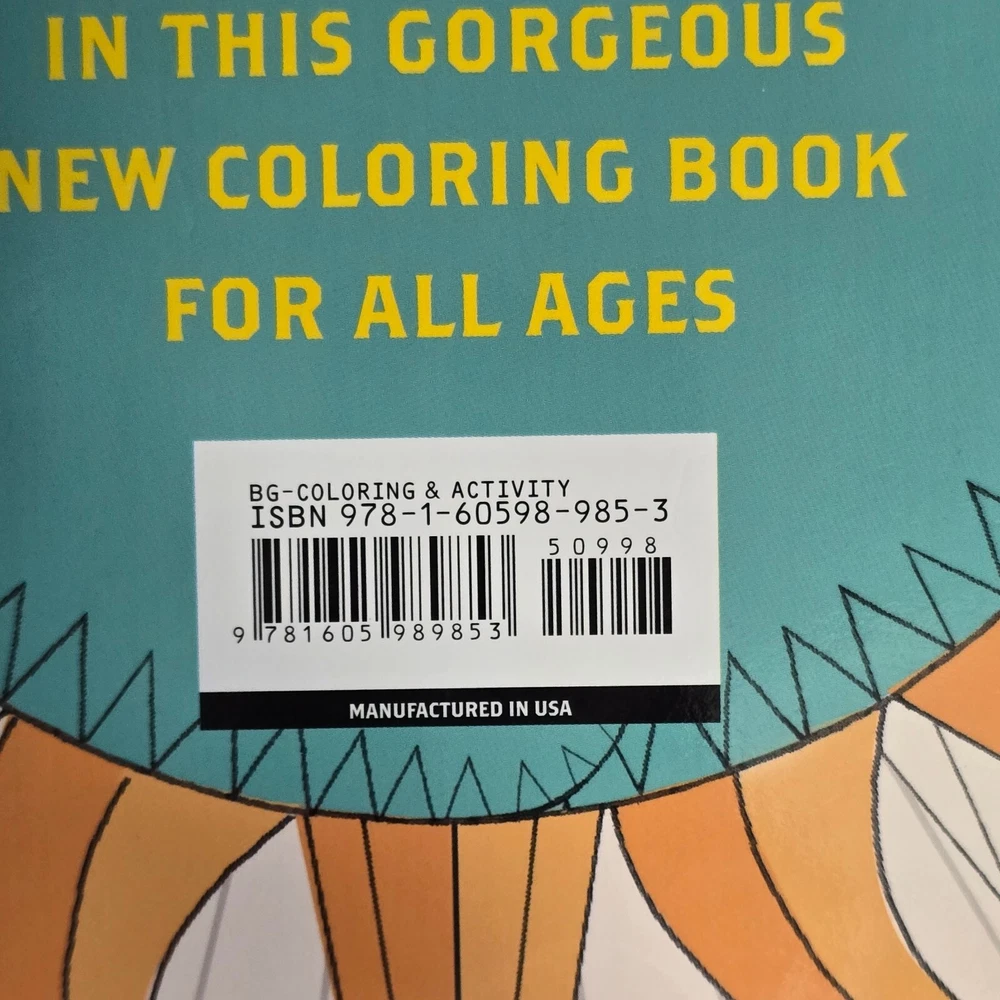 IN THIS GORGEOUS
NEW COLORING BOOK
FOR ALL AGES
BG-COLORING & ACTIVITY
ISBN 978-1-60598-985-3
50998
9 781605 989853
MANUFACTURED IN USA